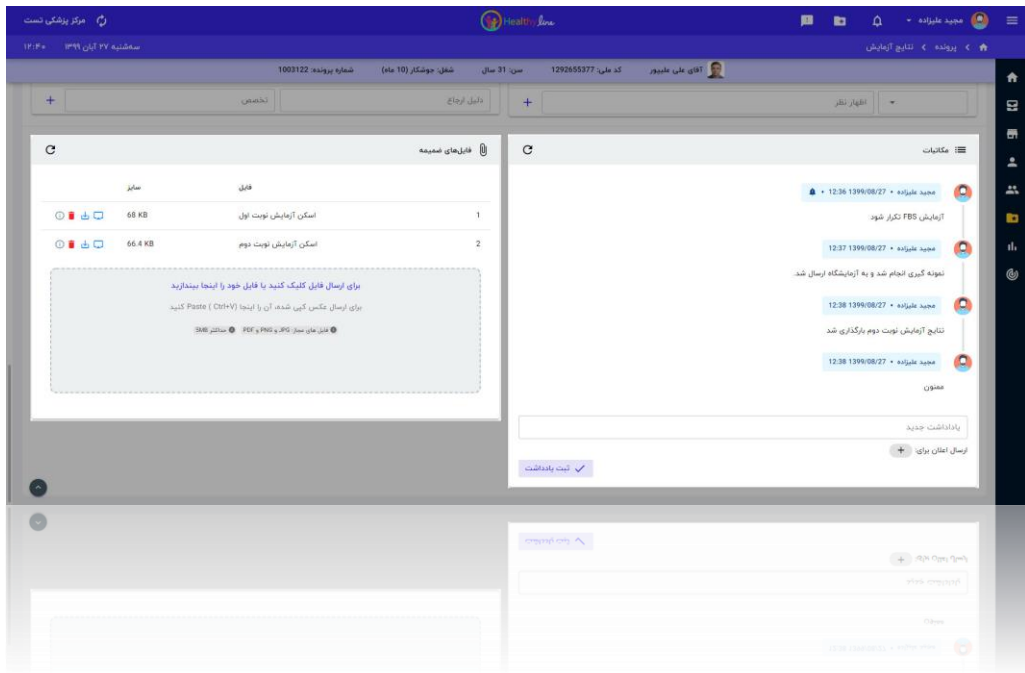 مجید علیزاده
Healthy line
مرکز پزشکی تست
پرونده > نتایج آزمایش
سه‌شنبه ۲۷ آبان ۱۳۹۹ ۱۲:۴۰
آقای علی علیپور کد ملی: 1292655377 سن: 31 سال شغل: جوشکار (10 ماه) شماره پرونده: 1003122
اظهار نظر
دلیل ارجاع
تخصص
مکاتبات
مجید علیزاده • 1399/08/27 12:36 •
آزمایش FBS تکرار شود
مجید علیزاده • 1399/08/27 12:37
نمونه گیری انجام شد و به آزمایشگاه ارسال شد.
مجید علیزاده • 1399/08/27 12:38
نتایج آزمایش نوبت دوم بارگذاری شد
مجید علیزاده • 1399/08/27 12:38
ممنون
یاداداشت جدید
ارسال اعلان برای: +
ثبت یادداشت
فایل‌های ضمیمه
فایل سایز
1 اسکن آزمایش نوبت اول 68 KB
2 اسکن آزمایش نوبت دوم 66.4 KB
برای ارسال فایل کلیک کنید یا فایل خود را اینجا بیندازید
برای ارسال عکس کپی شده، آن را اینجا Paste ( Ctrl+V) کنید
فایل های مجاز: JPG و PNG و PDF حداکثر 5MB